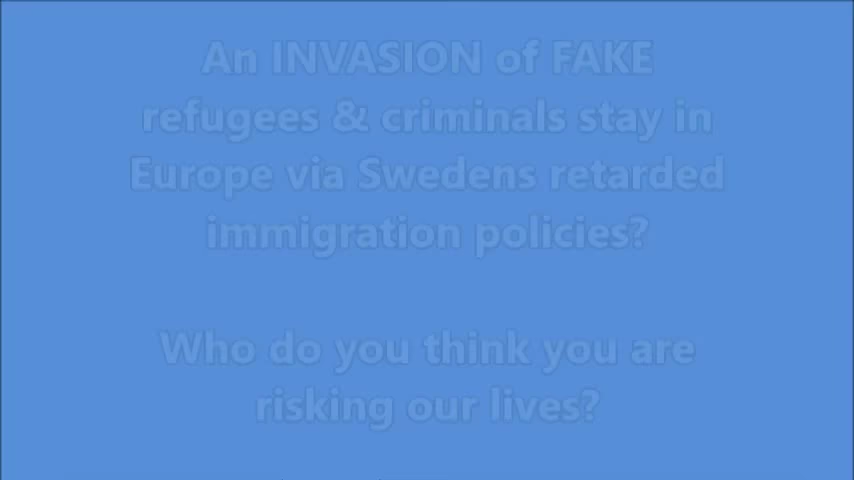 An INVASION of FAKE
refugees & criminals stay in
Europe via Swedens retarded
immigration policies?
Who do you think you are
risking our lives?